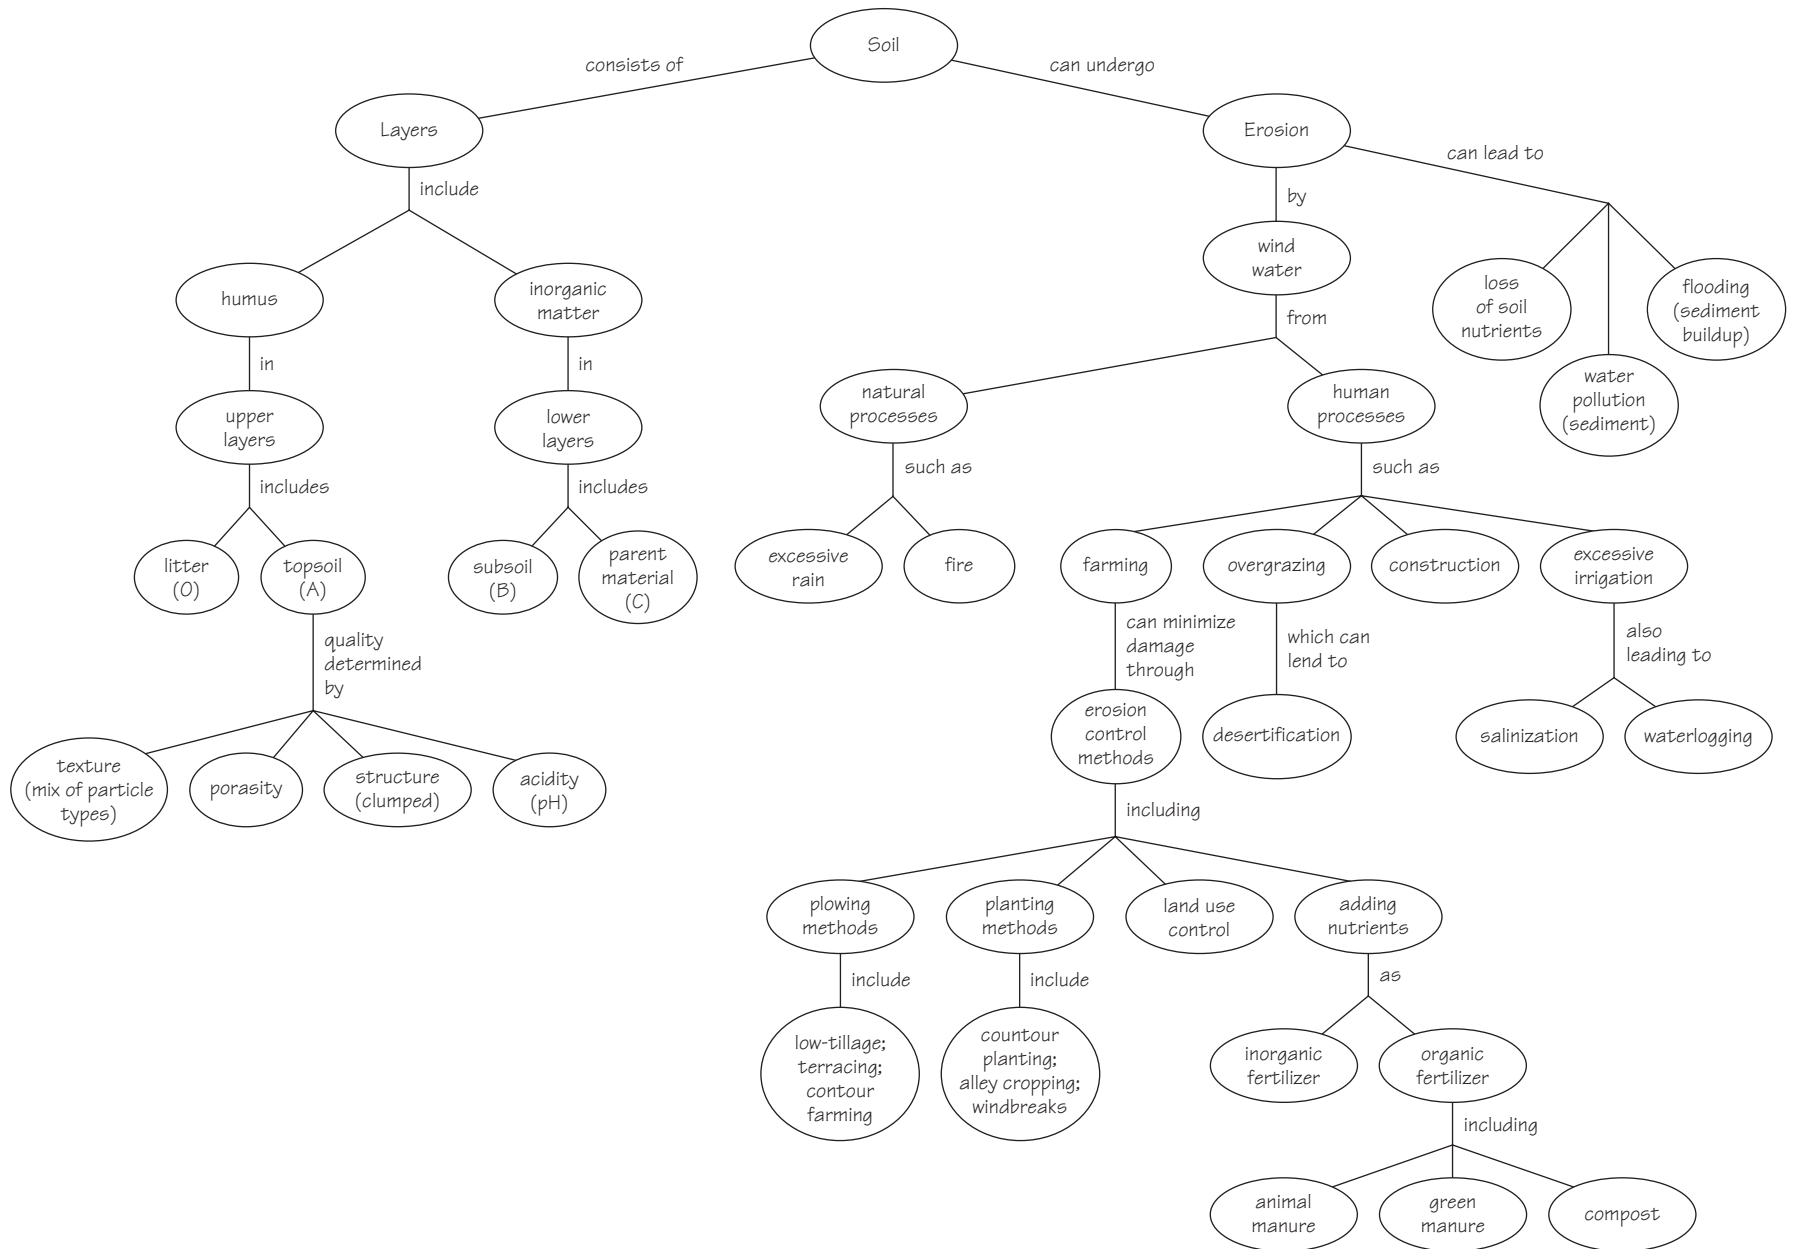 Soil
consists of
can undergo
Layers
Erosion
can lead to
include
by
wind
water
humus
inorganic
matter
loss
of soil
nutrients
flooding
(sediment
buildup)
from
in
in
water
pollution
(sediment)
natural
processes
human
processes
upper
layers
lower
layers
such as
such as
includes
includes
litter
(O)
topsoil
(A)
subsoil
(B)
parent
material
(C)
excessive
rain
fire
farming
overgrazing
construction
excessive
irrigation
quality
determined
by
can minimize
damage
through
which can
lend to
also
leading to
erosion
control
methods
desertification
salinization
waterlogging
texture
(mix of particle
types)
porasity
structure
(clumped)
acidity
(pH)
including
plowing
methods
planting
methods
land use
control
adding
nutrients
include
include
as
low-tillage;
terracing;
contour
farming
countour
planting;
alley cropping;
windbreaks
inorganic
fertilizer
organic
fertilizer
including
animal
manure
green
manure
compost